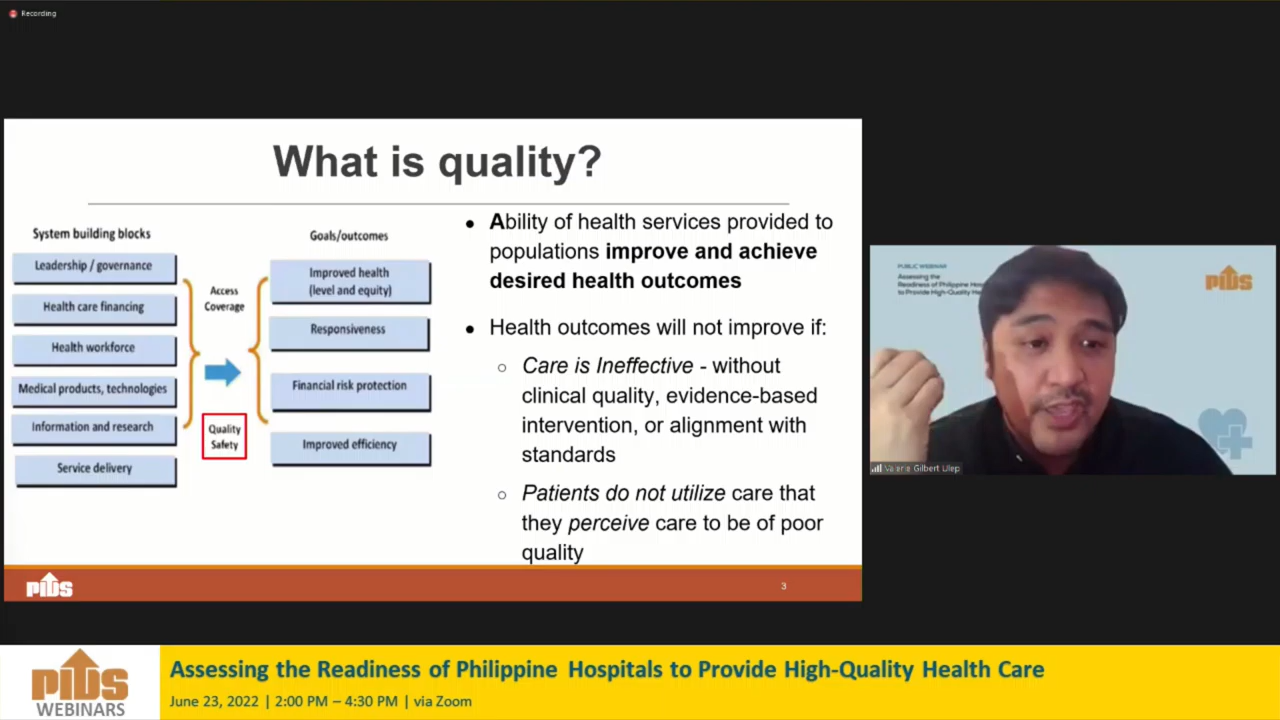 Recording
What is quality?
System building blocks
Leadership / governance
Health care financing
Health workforce
Medical products, technologies
Information and research
Service delivery
Access
Coverage
Quality
Safety
Goals/outcomes
Improved health
(level and equity)
Responsiveness
Financial risk protection
Improved efficiency
● Ability of health services provided to
populations improve and achieve
desired health outcomes
● Health outcomes will not improve if:
○ Care is Ineffective - without
clinical quality, evidence-based
intervention, or alignment with
standards
○ Patients do not utilize care that
they perceive care to be of poor
quality
PIDS
3
PUBLIC WEBINAR
Assessing the
Readiness of Philippine
to Provide High-Quality
PIDS
Valerie Gilbert Ulep
PIDS
WEBINARS
Assessing the Readiness of Philippine Hospitals to Provide High-Quality Health Care
June 23, 2022 | 2:00 PM – 4:30 PM | via Zoom